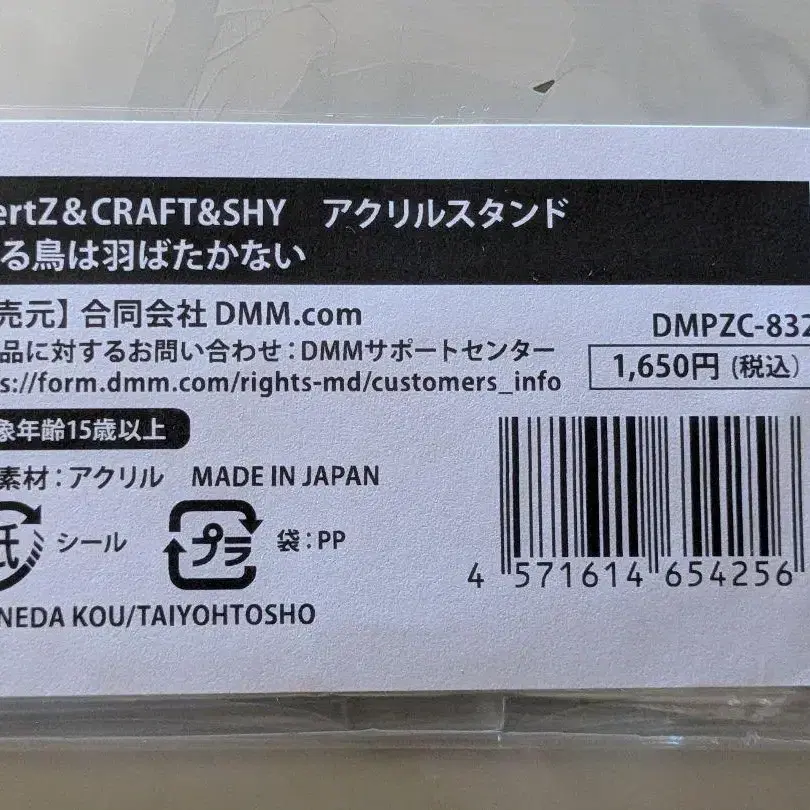 ertZ&CRAFT&SHY アクリルスタンド
る鳥は羽ばたかない
売元】合同会社 DMM.com
品に対するお問い合わせ:DMMサポートセンター
s://form.dmm.com/rights-md/customers_info
DMPZC-832
1,650円(税込)
象年齢15歳以上
素材:アクリル MADE IN JAPAN
紙 シール プラ 袋:PP
4 571614 654256
NEDA KOU/TAIYOHTOSHO